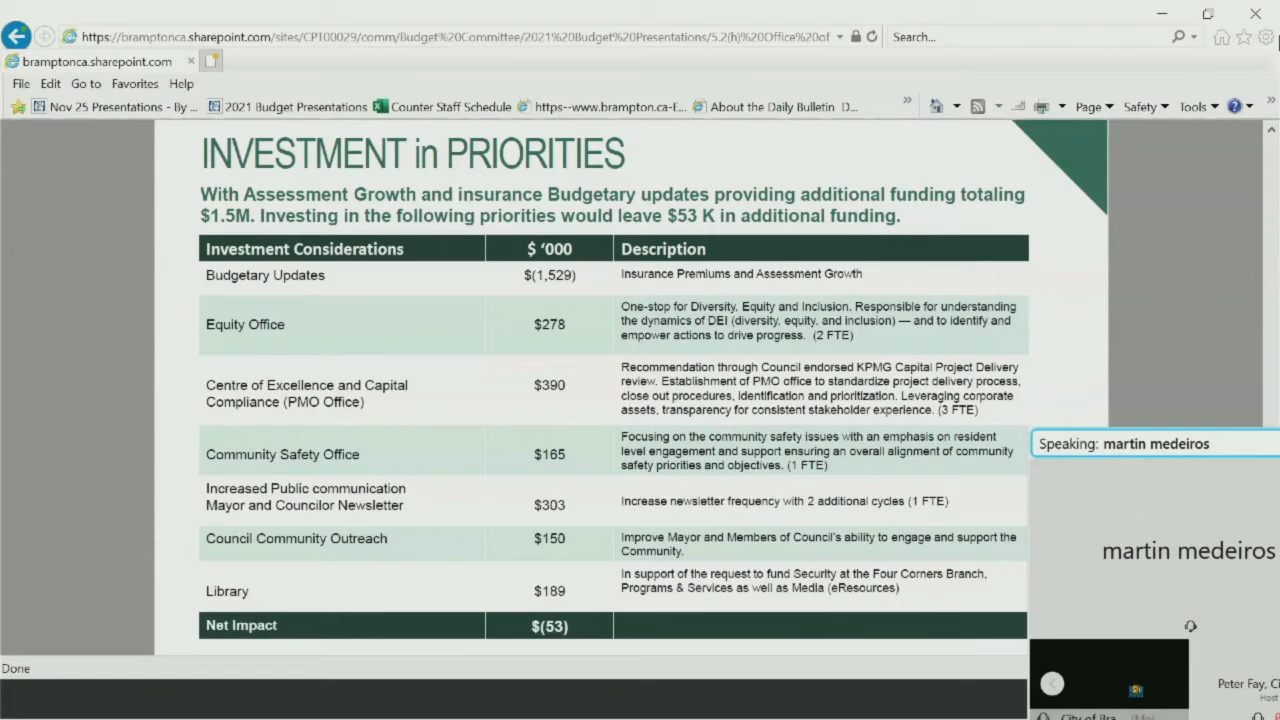 https://bramptonca.sharepoint.com/sites/CPT00029/comm/Budget%20Committee/2021%20Budget%20Presentations/5.2(h)%20Office%20of
Search...
bramptonca.sharepoint.com
File Edit Go to Favorites Help
Nov 25 Presentations - By ... 2021 Budget Presentations Counter Staff Schedule https--www.brampton.ca-E... About the Daily Bulletin D... Page Safety Tools
INVESTMENT in PRIORITIES
With Assessment Growth and insurance Budgetary updates providing additional funding totaling
$1.5M. Investing in the following priorities would leave $53 K in additional funding.
Investment Considerations $ ‘000 Description
Budgetary Updates $(1,529) Insurance Premiums and Assessment Growth
Equity Office $278
One-stop for Diversity, Equity and Inclusion. Responsible for understanding
the dynamics of DEI (diversity, equity, and inclusion) — and to identify and
empower actions to drive progress. (2 FTE)
Centre of Excellence and Capital
Compliance (PMO Office)
$390
Recommendation through Council endorsed KPMG Capital Project Delivery
review. Establishment of PMO office to standardize project delivery process,
close out procedures, identification and prioritization. Leveraging corporate
assets, transparency for consistent stakeholder experience. (3 FTE)
Community Safety Office $165
Focusing on the community safety issues with an emphasis on resident
level engagement and support ensuring an overall alignment of community
safety priorities and objectives. (1 FTE)
Increased Public communication
Mayor and Councilor Newsletter
$303
Increase newsletter frequency with 2 additional cycles (1 FTE)
Council Community Outreach $150
Improve Mayor and Members of Council's ability to engage and support the
Community.
Library $189
In support of the request to fund Security at the Four Corners Branch,
Programs & Services as well as Media (eResources)
Net Impact $(53)
Speaking: martin medeiros
martin medeiros
Done
Peter Fay, Ci
Host
City of Bra... (Me)